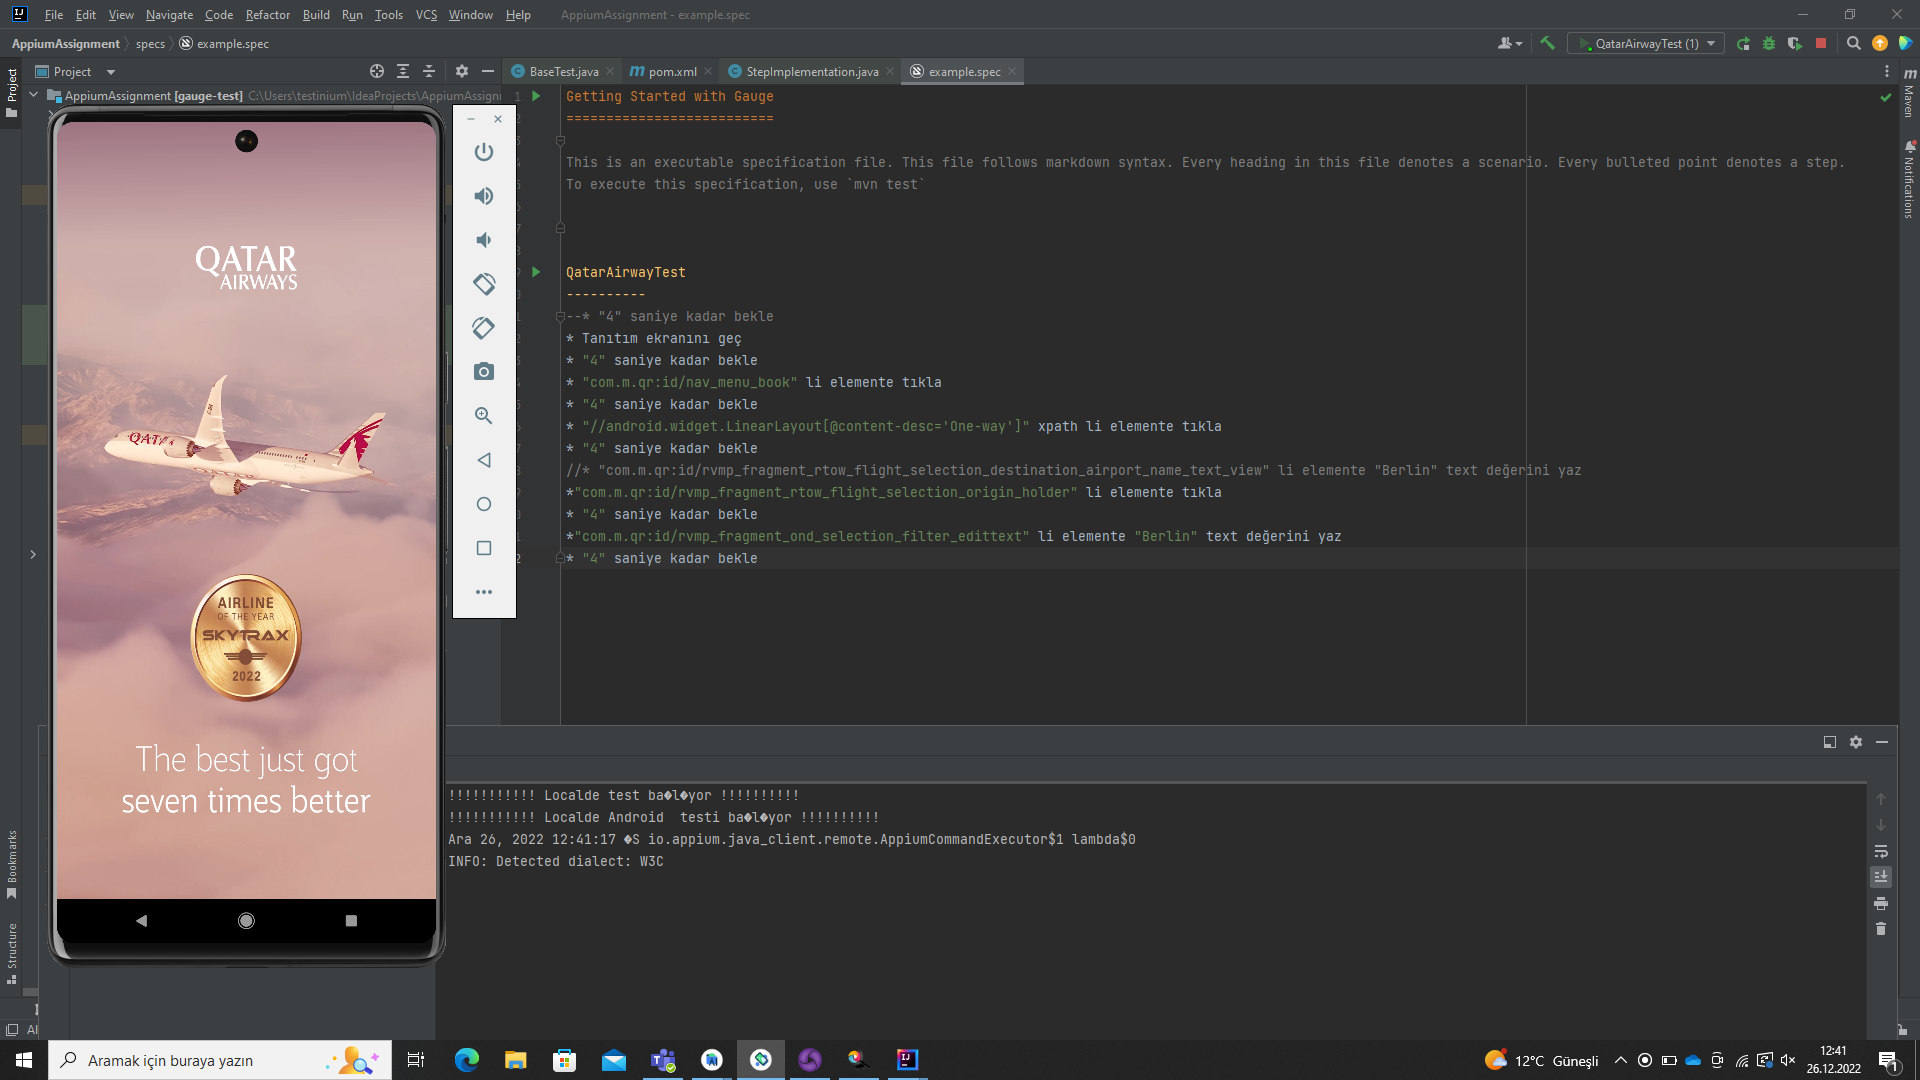 File Edit View Navigate Code Refactor Build Run Tools VCS Window Help AppiumAssignment - example.spec
AppiumAssignment specs example.spec
QatarAirwayTest (1)
Project
BaseTest.java
pom.xml
StepImplementation.java
example.spec
AppiumAssignment [gauge-test] C:\Users\testinium\IdeaProjects\AppiumAssign
Project
Bookmarks
Structure
Maven
Notifications
QATAR
AIRWAYS
QATAR
AIRLINE
OF THE YEAR
SKYTRAX
2022
The best just got
seven times better
Getting Started with Gauge
==========================
This is an executable specification file. This file follows markdown syntax. Every heading in this file denotes a scenario. Every bulleted point denotes a step.
To execute this specification, use `mvn test`
QatarAirwayTest
----------
--* "4" saniye kadar bekle
* Tanıtım ekranını geç
* "4" saniye kadar bekle
* "com.m.qr:id/nav_menu_book" li elemente tıkla
* "4" saniye kadar bekle
* "//android.widget.LinearLayout[@content-desc='One-way']" xpath li elemente tıkla
* "4" saniye kadar bekle
//* "com.m.qr:id/rvmp_fragment_rtow_flight_selection_destination_airport_name_text_view" li elemente "Berlin" text değerini yaz
*"com.m.qr:id/rvmp_fragment_rtow_flight_selection_origin_holder" li elemente tıkla
* "4" saniye kadar bekle
*"com.m.qr:id/rvmp_fragment_ond_selection_filter_edittext" li elemente "Berlin" text değerini yaz
* "4" saniye kadar bekle
!!!!!!!!!!! Localde test ba�l�yor !!!!!!!!!!
!!!!!!!!!!! Localde Android  testi ba�l�yor !!!!!!!!!!
Ara 26, 2022 12:41:17 �S io.appium.java_client.remote.AppiumCommandExecutor$1 lambda$0
INFO: Detected dialect: W3C
Aramak için buraya yazın
12°C Güneşli
12:41
26.12.2022
1